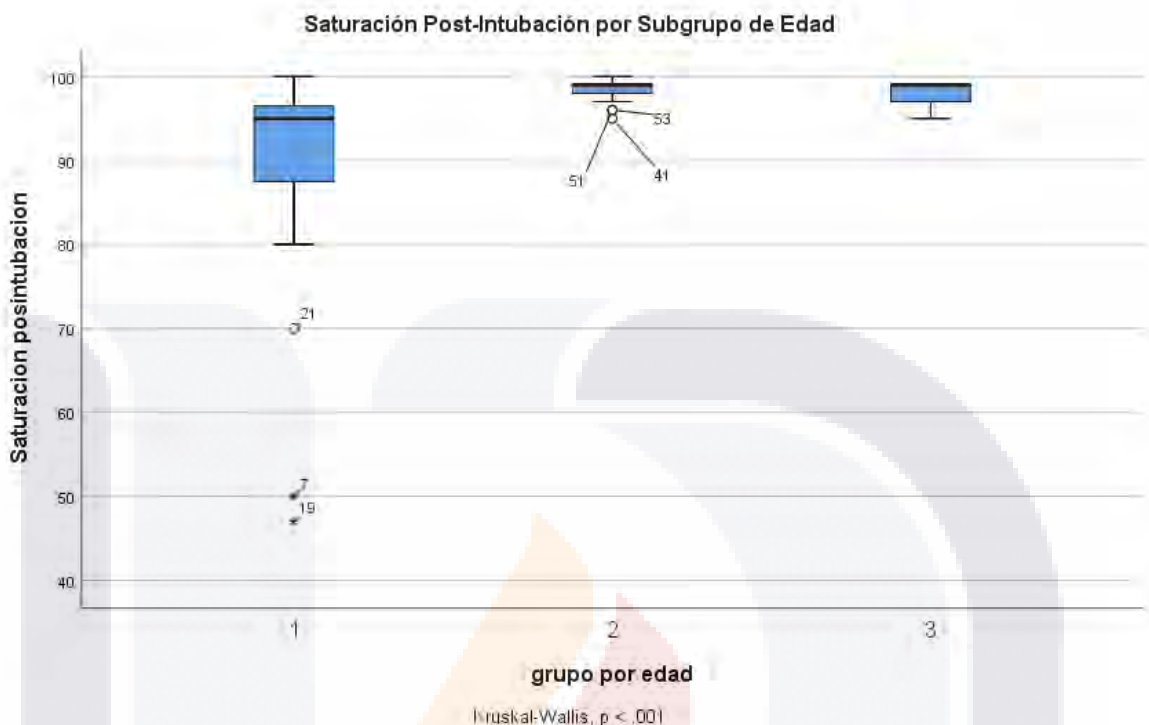 Saturación Post-Intubación por Subgrupo de Edad
Saturacion posintubacion
100
90
80
70
60
50
40
21
7
19
53
51
41
1 2 3
grupo por edad
Kruskal-Wallis, p < .001